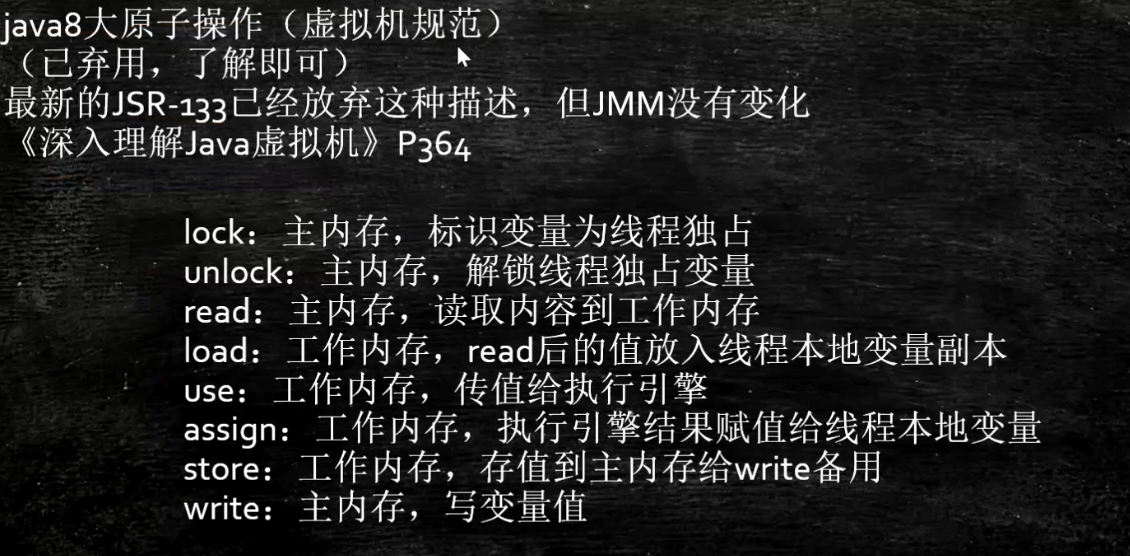 java8大原子操作（虚拟机规范）
（已弃用，了解即可）
最新的JSR-133已经放弃这种描述，但JMM没有变化
《深入理解Java虚拟机》P364
lock：主内存，标识变量为线程独占
unlock：主内存，解锁线程独占变量
read：主内存，读取内容到工作内存
load：工作内存，read后的值放入线程本地变量副本
use：工作内存，传值给执行引擎
assign：工作内存，执行引擎结果赋值给线程本地变量
store：工作内存，存值到主内存给write备用
write：主内存，写变量值